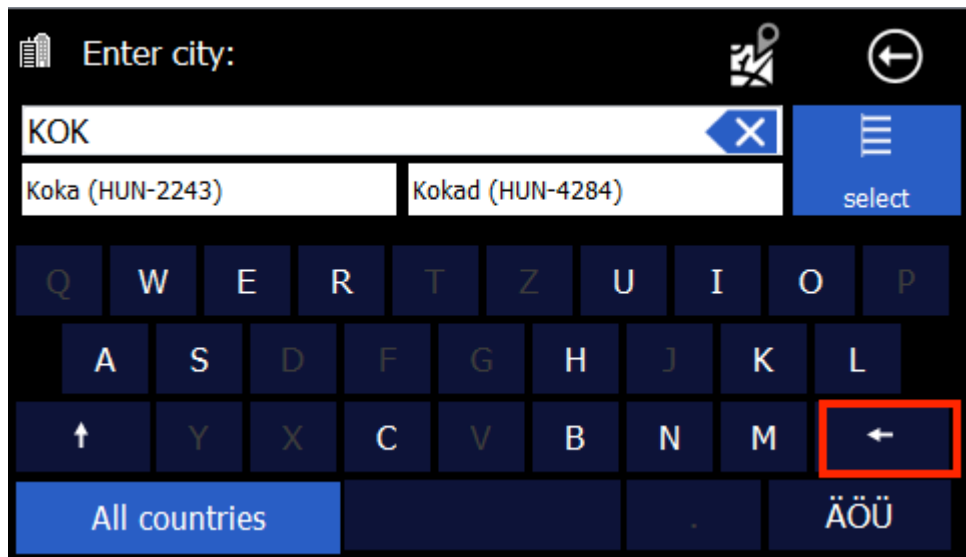 Enter city:
KOK
Koka (HUN-2243) Kokad (HUN-4284)
select
Q W E R T Z U I O P
A S D F G H J K L
Y X C V B N M
All countries . ÄÖÜ